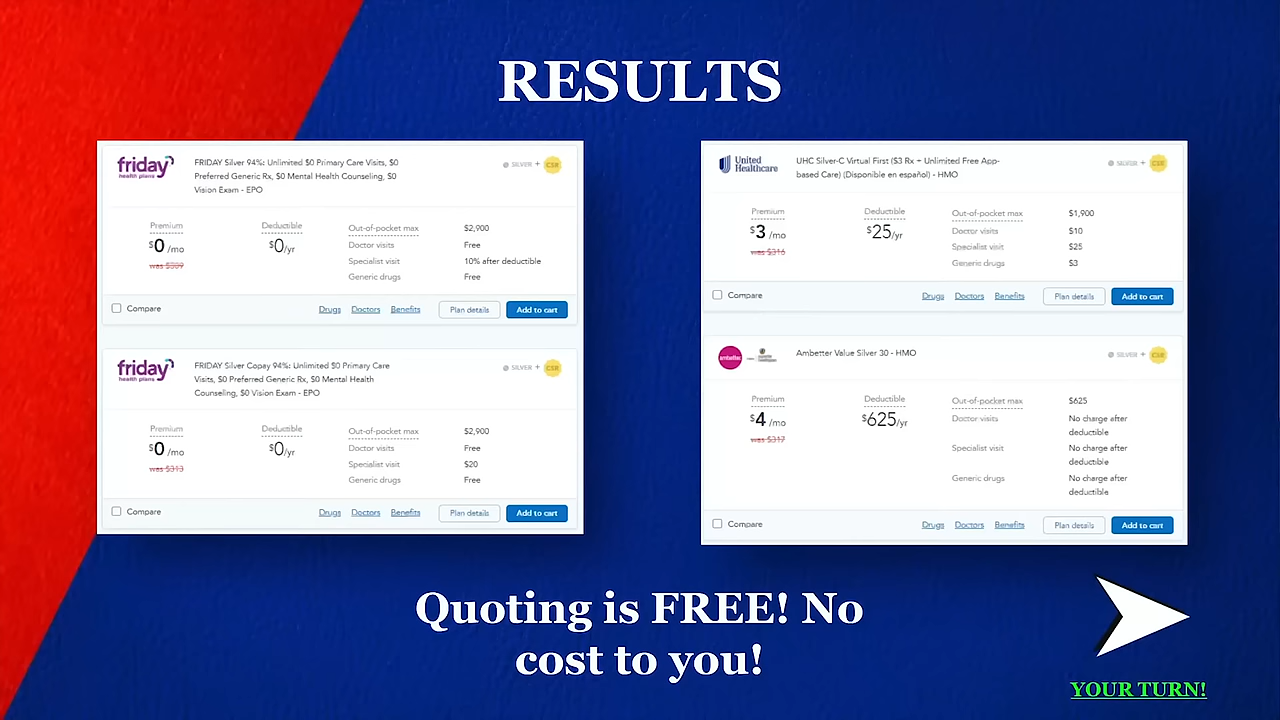 RESULTS
friday
health plans
FRIDAY Silver 94%: Unlimited $0 Primary Care Visits, $0
Preferred Generic Rx, $0 Mental Health Counseling, $0
Vision Exam - EPO
SILVER + CSR
Premium
$0 /mo
was $309
Deductible
$0/yr
Out-of-pocket max $2,900
Doctor visits Free
Specialist visit 10% after deductible
Generic drugs Free
Compare
Drugs Doctors Benefits Plan details Add to cart
friday
health plans
FRIDAY Silver Copay 94%: Unlimited $0 Primary Care
Visits, $0 Preferred Generic Rx, $0 Mental Health
Counseling, $0 Vision Exam - EPO
SILVER + CSR
Premium
$0 /mo
was $313
Deductible
$0/yr
Out-of-pocket max $2,900
Doctor visits Free
Specialist visit $20
Generic drugs Free
Compare
Drugs Doctors Benefits Plan details Add to cart
United
Healthcare
UHC Silver-C Virtual First ($3 Rx + Unlimited Free App-
based Care) (Disponible en español) - HMO
SILVER + CSR
Premium
$3 /mo
was $316
Deductible
$25/yr
Out-of-pocket max $1,900
Doctor visits $10
Specialist visit $25
Generic drugs $3
Compare
Drugs Doctors Benefits Plan details Add to cart
ambetter
Ambetter Value Silver 30 - HMO
SILVER + CSR
Premium
$4 /mo
was $317
Deductible
$625/yr
Out-of-pocket max $625
Doctor visits No charge after
deductible
Specialist visit No charge after
deductible
Generic drugs No charge after
deductible
Compare
Drugs Doctors Benefits Plan details Add to cart
Quoting is FREE! No
cost to you!
YOUR TURN!